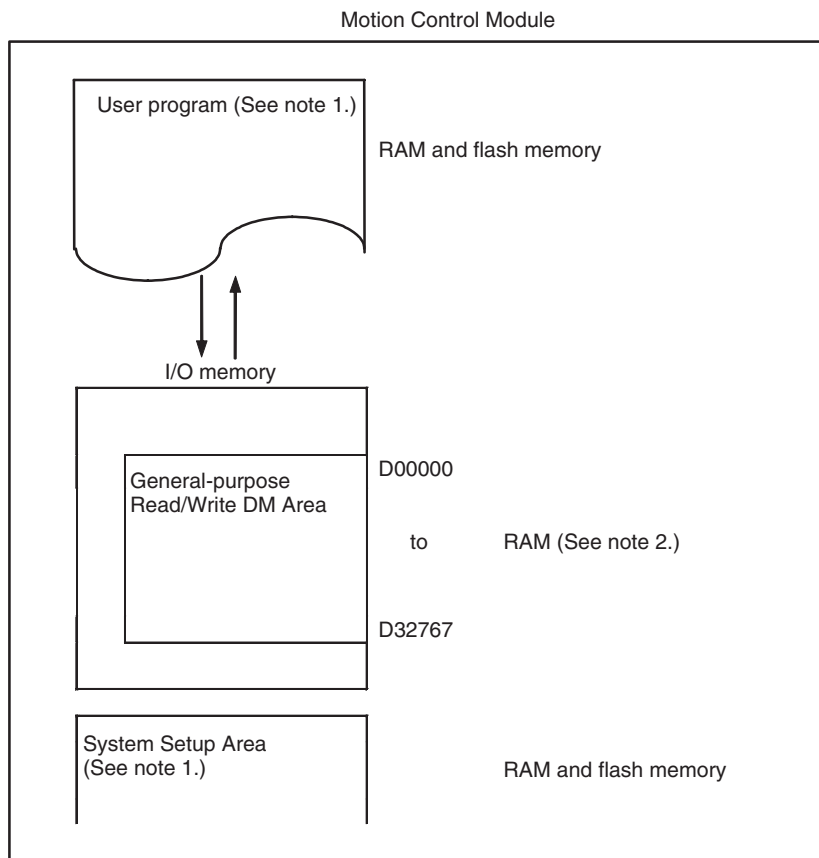 Motion Control Module
User program (See note 1.)
RAM and flash memory
I/O memory
General-purpose
Read/Write DM Area
D00000
to
RAM (See note 2.)
D32767
System Setup Area
(See note 1.)
RAM and flash memory